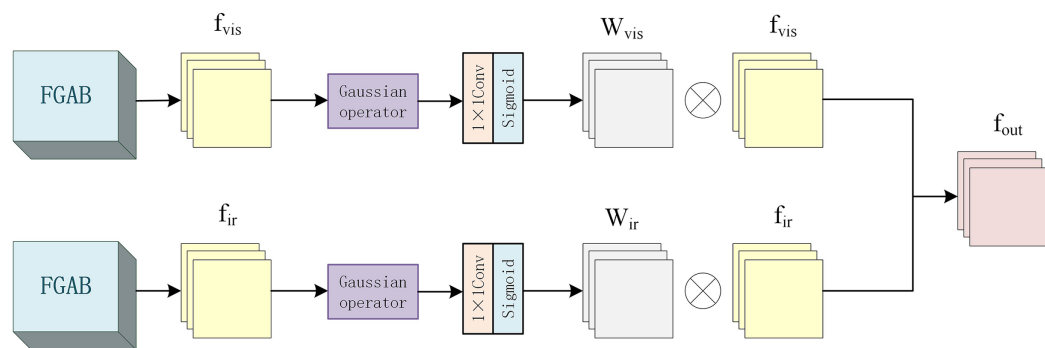 f_vis
W_vis
f_vis
FGAB
Gaussian
operator
1×1Conv
Sigmoid
f_out
f_ir
W_ir
f_ir
FGAB
Gaussian
operator
1×1Conv
Sigmoid